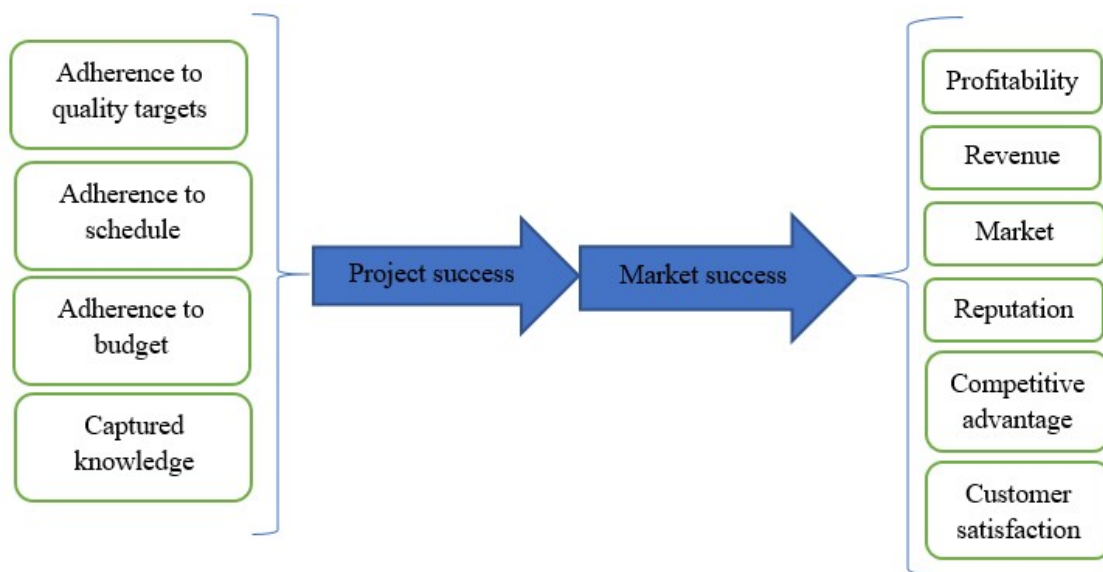 Adherence to
quality targets
Adherence to
schedule
Adherence to
budget
Captured
knowledge
Project success
Market success
Profitability
Revenue
Market
Reputation
Competitive
advantage
Customer
satisfaction